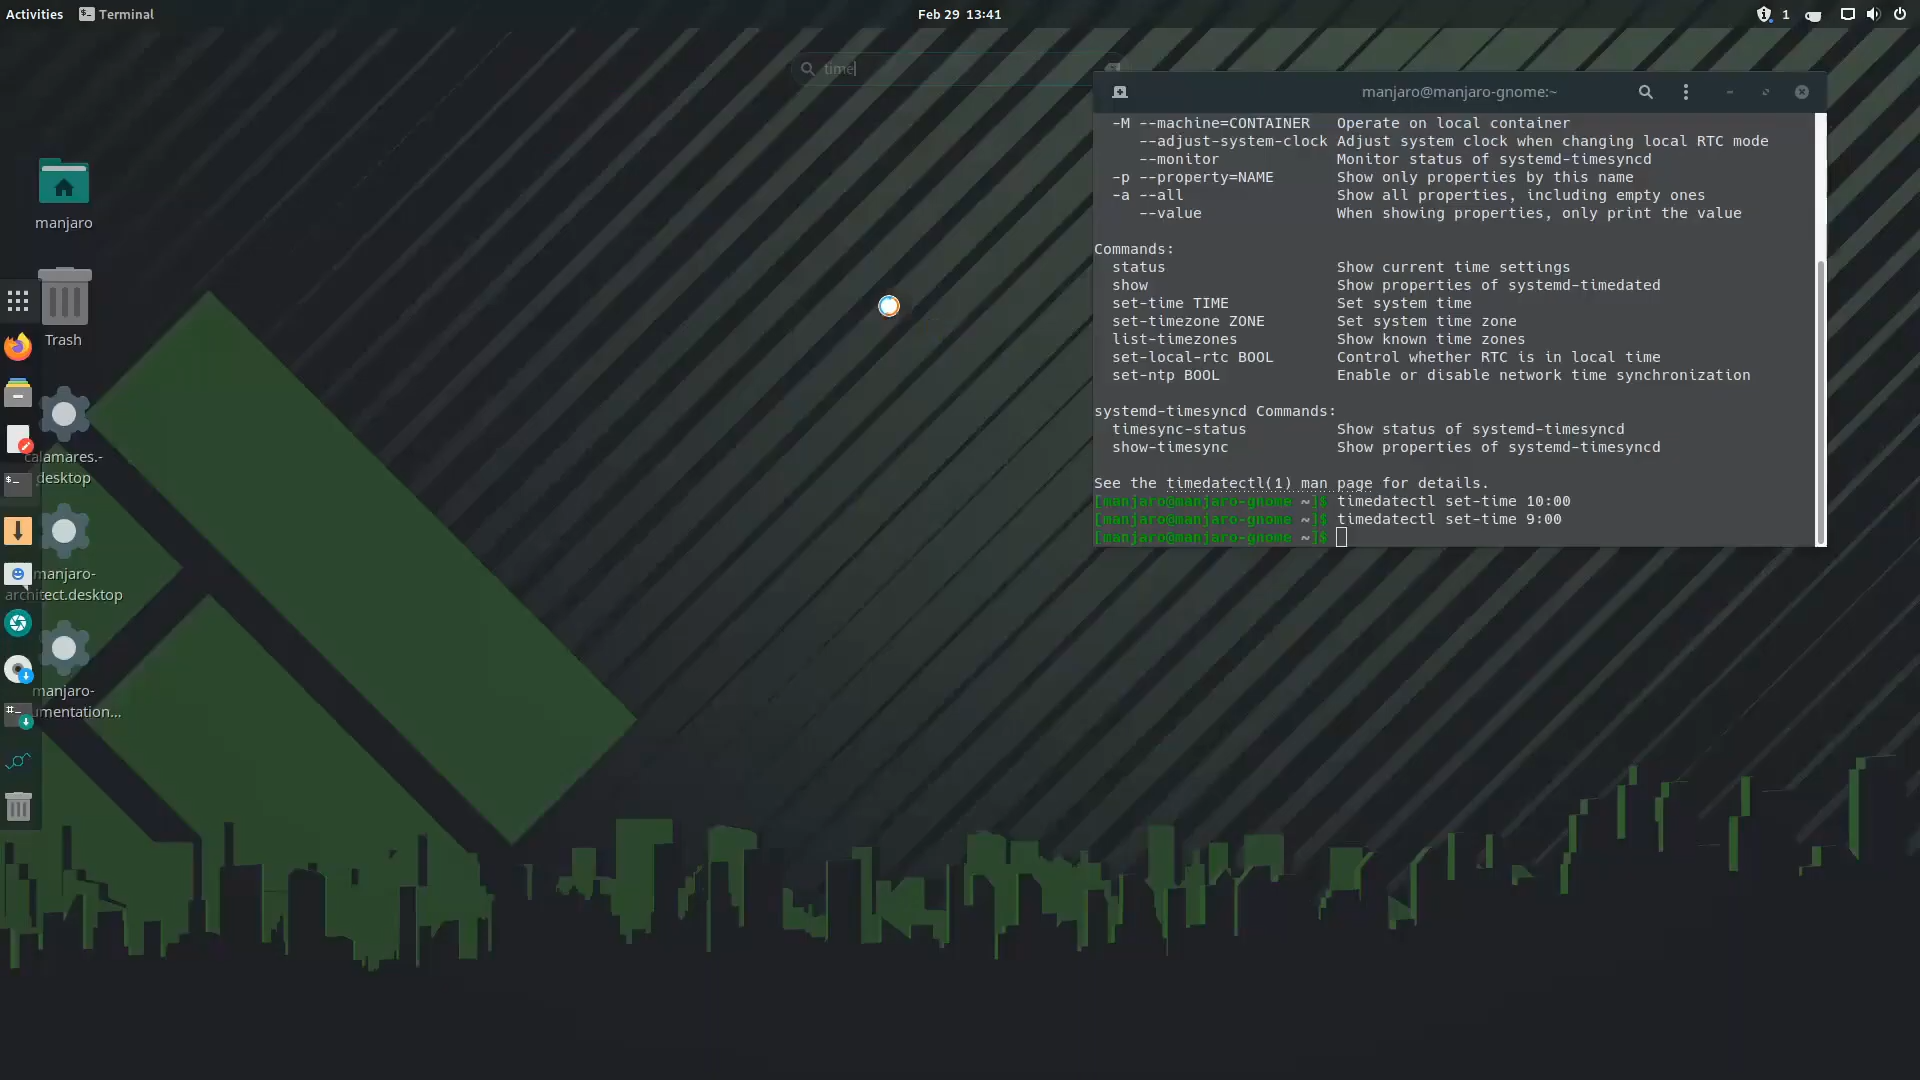 Activities
Terminal
Feb 29 13:41
1
time
manjaro@manjaro-gnome:~
-M --machine=CONTAINER Operate on local container
--adjust-system-clock Adjust system clock when changing local RTC mode
--monitor Monitor status of systemd-timesyncd
-p --property=NAME Show only properties by this name
-a --all Show all properties, including empty ones
--value When showing properties, only print the value
Commands:
status Show current time settings
show Show properties of systemd-timedated
set-time TIME Set system time
set-timezone ZONE Set system time zone
list-timezones Show known time zones
set-local-rtc BOOL Control whether RTC is in local time
set-ntp BOOL Enable or disable network time synchronization
systemd-timesyncd Commands:
timesync-status Show status of systemd-timesyncd
show-timesync Show properties of systemd-timesyncd
See the timedatectl(1) man page for details.
[manjaro@manjaro-gnome ~]$ timedatectl set-time 10:00
[manjaro@manjaro-gnome ~]$ timedatectl set-time 9:00
[manjaro@manjaro-gnome ~]$
manjaro
Trash
calamares.-
desktop
manjaro-
architect.desktop
manjaro-
umentation...